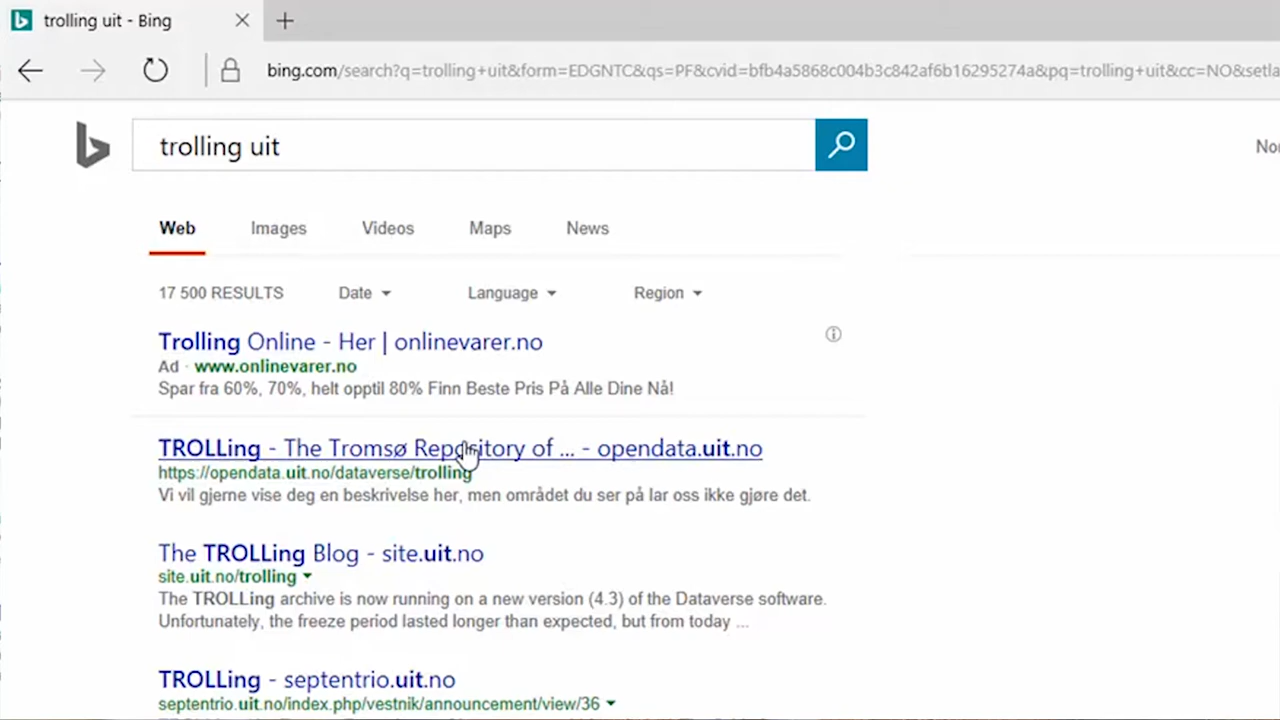 trolling uit - Bing
bing.com/search?q=trolling+uit&form=EDGNTC&qs=PF&cvid=bfb4a5868c004b3c842af6b16295274a&pq=trolling+uit&cc=NO&setla
trolling uit
Nor
Web Images Videos Maps News
17 500 RESULTS Date Language Region
Trolling Online - Her | onlinevarer.no
Ad · www.onlinevarer.no
Spar fra 60%, 70%, helt opptil 80% Finn Beste Pris På Alle Dine Nå!
TROLLing - The Tromsø Repository of ... - opendata.uit.no
https://opendata.uit.no/dataverse/trolling
Vi vil gjerne vise deg en beskrivelse her, men området du ser på lar oss ikke gjøre det.
The TROLLing Blog - site.uit.no
site.uit.no/trolling
The TROLLing archive is now running on a new version (4.3) of the Dataverse software.
Unfortunately, the freeze period lasted longer than expected, but from today ...
TROLLing - septentrio.uit.no
septentrio.uit.no/index.php/vestnik/announcement/view/36